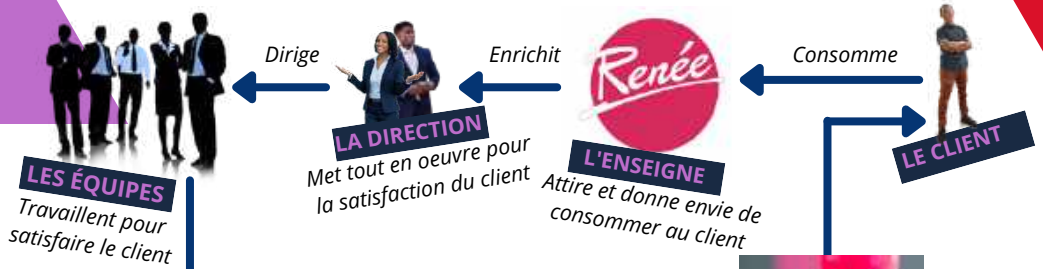 Dirige
Enrichit
Consomme
Renée
LES ÉQUIPES
Travaillent pour
satisfaire le client
LA DIRECTION
Met tout en oeuvre pour
la satisfaction du client
L'ENSEIGNE
Attire et donne envie de
consommer au client
LE CLIENT